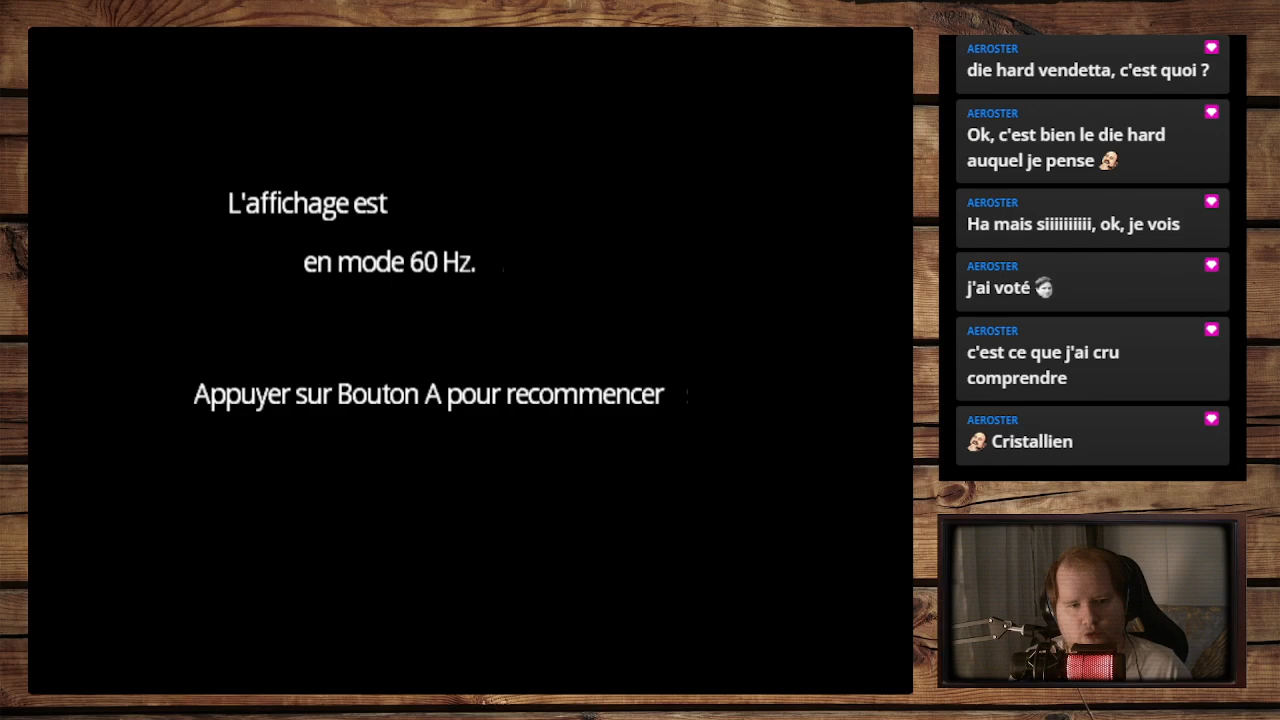 L'affichage est
en mode 60 Hz.
Appuyer sur Bouton A pour recommencer
AEROSTER
die hard vendetta, c'est quoi ?
AEROSTER
Ok, c'est bien le die hard
auquel je pense
AEROSTER
Ha mais siiiiiiiiii, ok, je vois
AEROSTER
j'ai voté
AEROSTER
c'est ce que j'ai cru
comprendre
AEROSTER
Cristallien